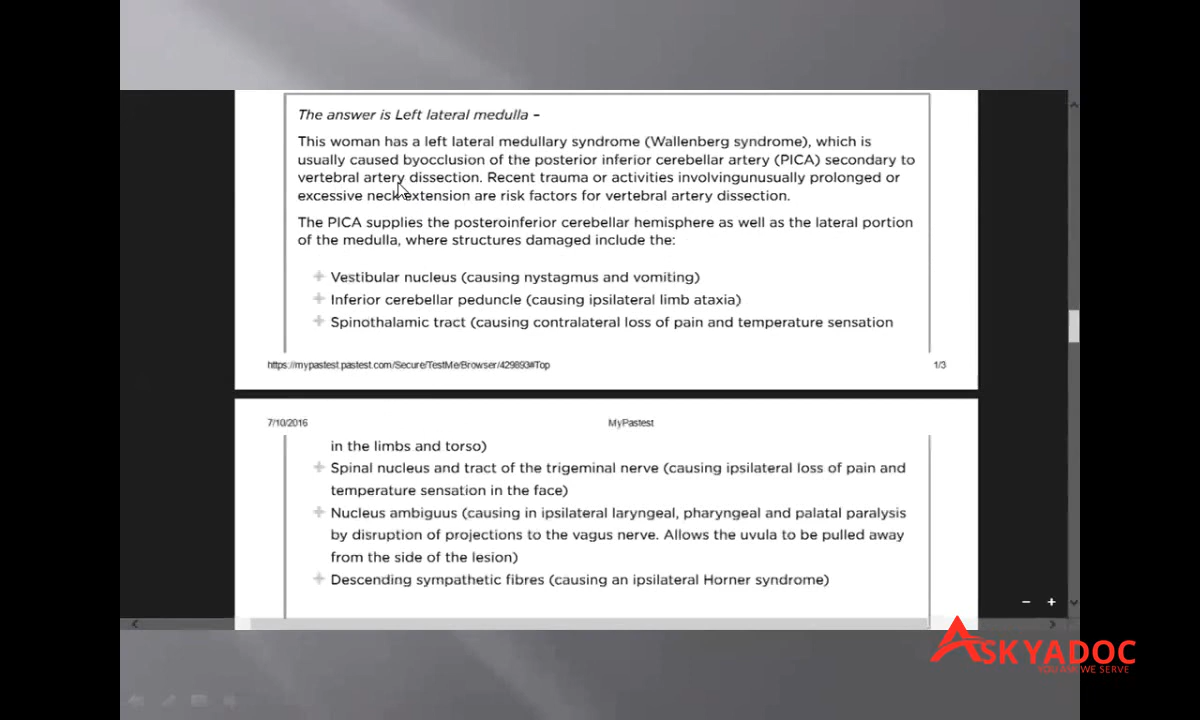 The answer is Left lateral medulla –
This woman has a left lateral medullary syndrome (Wallenberg syndrome), which is
usually caused byocclusion of the posterior inferior cerebellar artery (PICA) secondary to
vertebral artery dissection. Recent trauma or activities involvingunusually prolonged or
excessive neck extension are risk factors for vertebral artery dissection.
The PICA supplies the posteroinferior cerebellar hemisphere as well as the lateral portion
of the medulla, where structures damaged include the:
Vestibular nucleus (causing nystagmus and vomiting)
Inferior cerebellar peduncle (causing ipsilateral limb ataxia)
Spinothalamic tract (causing contralateral loss of pain and temperature sensation
https://mypastest.pastest.com/Secure/TestMe/Browser/429893#Top 1/3
7/10/2016 MyPastest
in the limbs and torso)
Spinal nucleus and tract of the trigeminal nerve (causing ipsilateral loss of pain and
temperature sensation in the face)
Nucleus ambiguus (causing in ipsilateral laryngeal, pharyngeal and palatal paralysis
by disruption of projections to the vagus nerve. Allows the uvula to be pulled away
from the side of the lesion)
Descending sympathetic fibres (causing an ipsilateral Horner syndrome)
ASKYADOC
YOU ASK WE SERVE